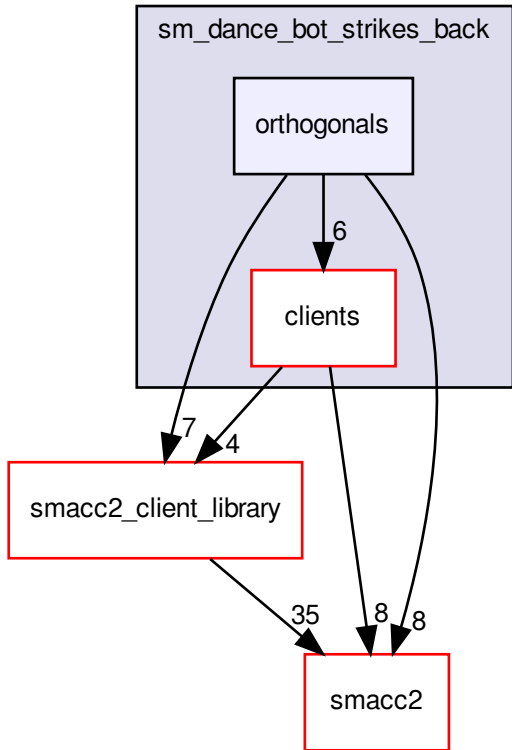 sm_dance_bot_strikes_back
orthogonals
6
clients
7
4
smacc2_client_library
35
8
8
smacc2